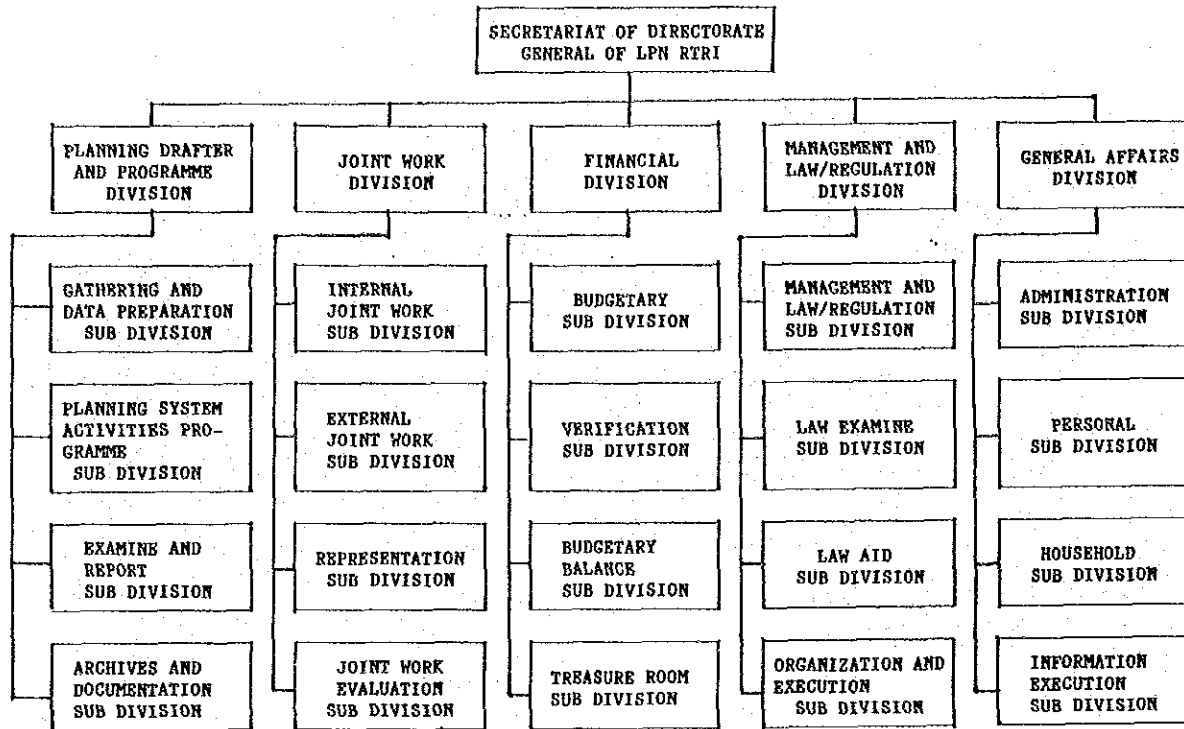 SECRETARIAT OF DIRECTORATE
GENERAL OF LPN RTRI
PLANNING DRAFTER
AND PROGRAMME
DIVISION
JOINT WORK
DIVISION
FINANCIAL
DIVISION
MANAGEMENT AND
LAW/REGULATION
DIVISION
GENERAL AFFAIRS
DIVISION
GATHERING AND
DATA PREPARATION
SUB DIVISION
INTERNAL
JOINT WORK
SUB DIVISION
BUDGETARY
SUB DIVISION
MANAGEMENT AND
LAW/REGULATION
SUB DIVISION
ADMINISTRATION
SUB DIVISION
PLANNING SYSTEM
ACTIVITIES PRO-
GRAMME
SUB DIVISION
EXTERNAL
JOINT WORK
SUB DIVISION
VERIFICATION
SUB DIVISION
LAW EXAMINE
SUB DIVISION
PERSONAL
SUB DIVISION
EXAMINE AND
REPORT
SUB DIVISION
REPRESENTATION
SUB DIVISION
BUDGETARY
BALANCE
SUB DIVISION
LAW AID
SUB DIVISION
HOUSEHOLD
SUB DIVISION
ARCHIVES AND
DOCUMENTATION
SUB DIVISION
JOINT WORK
EVALUATION
SUB DIVISION
TREASURE ROOM
SUB DIVISION
ORGANIZATION AND
EXECUTION
SUB DIVISION
INFORMATION
EXECUTION
SUB DIVISION